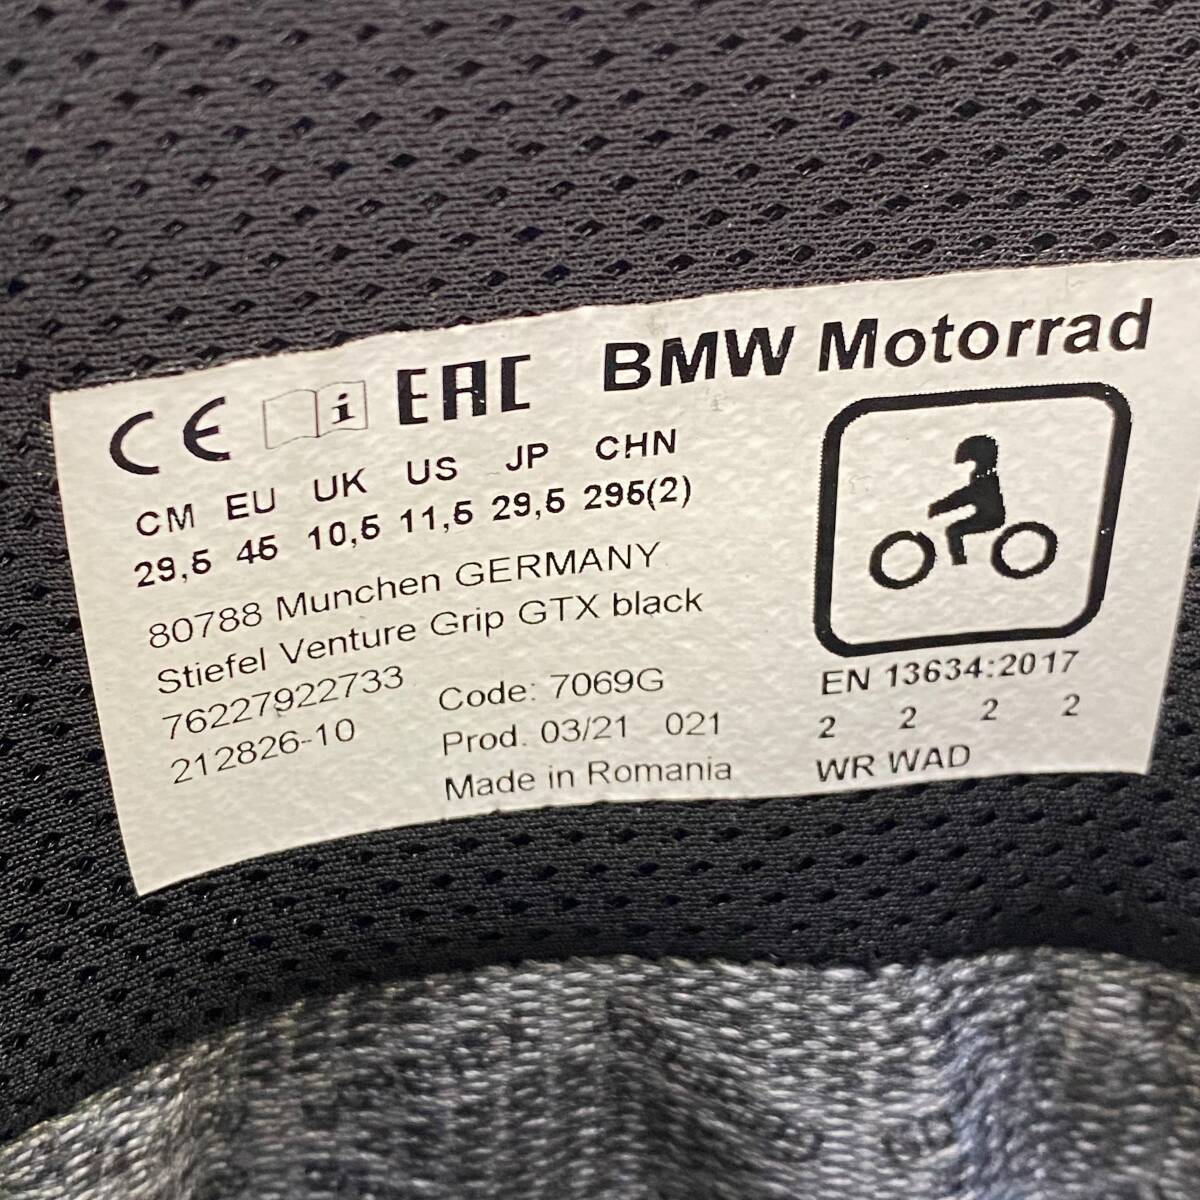 CE i EAC BMW Motorrad
CM EU UK US JP CHN
29,5 45 10,5 11,5 29,5 295(2)
80788 Munchen GERMANY
Stiefel Venture Grip GTX black
76227922733
212826-10
Code: 7069G
Prod. 03/21 021
Made in Romania
EN 13634:2017
2 2 2 2
WR WAD